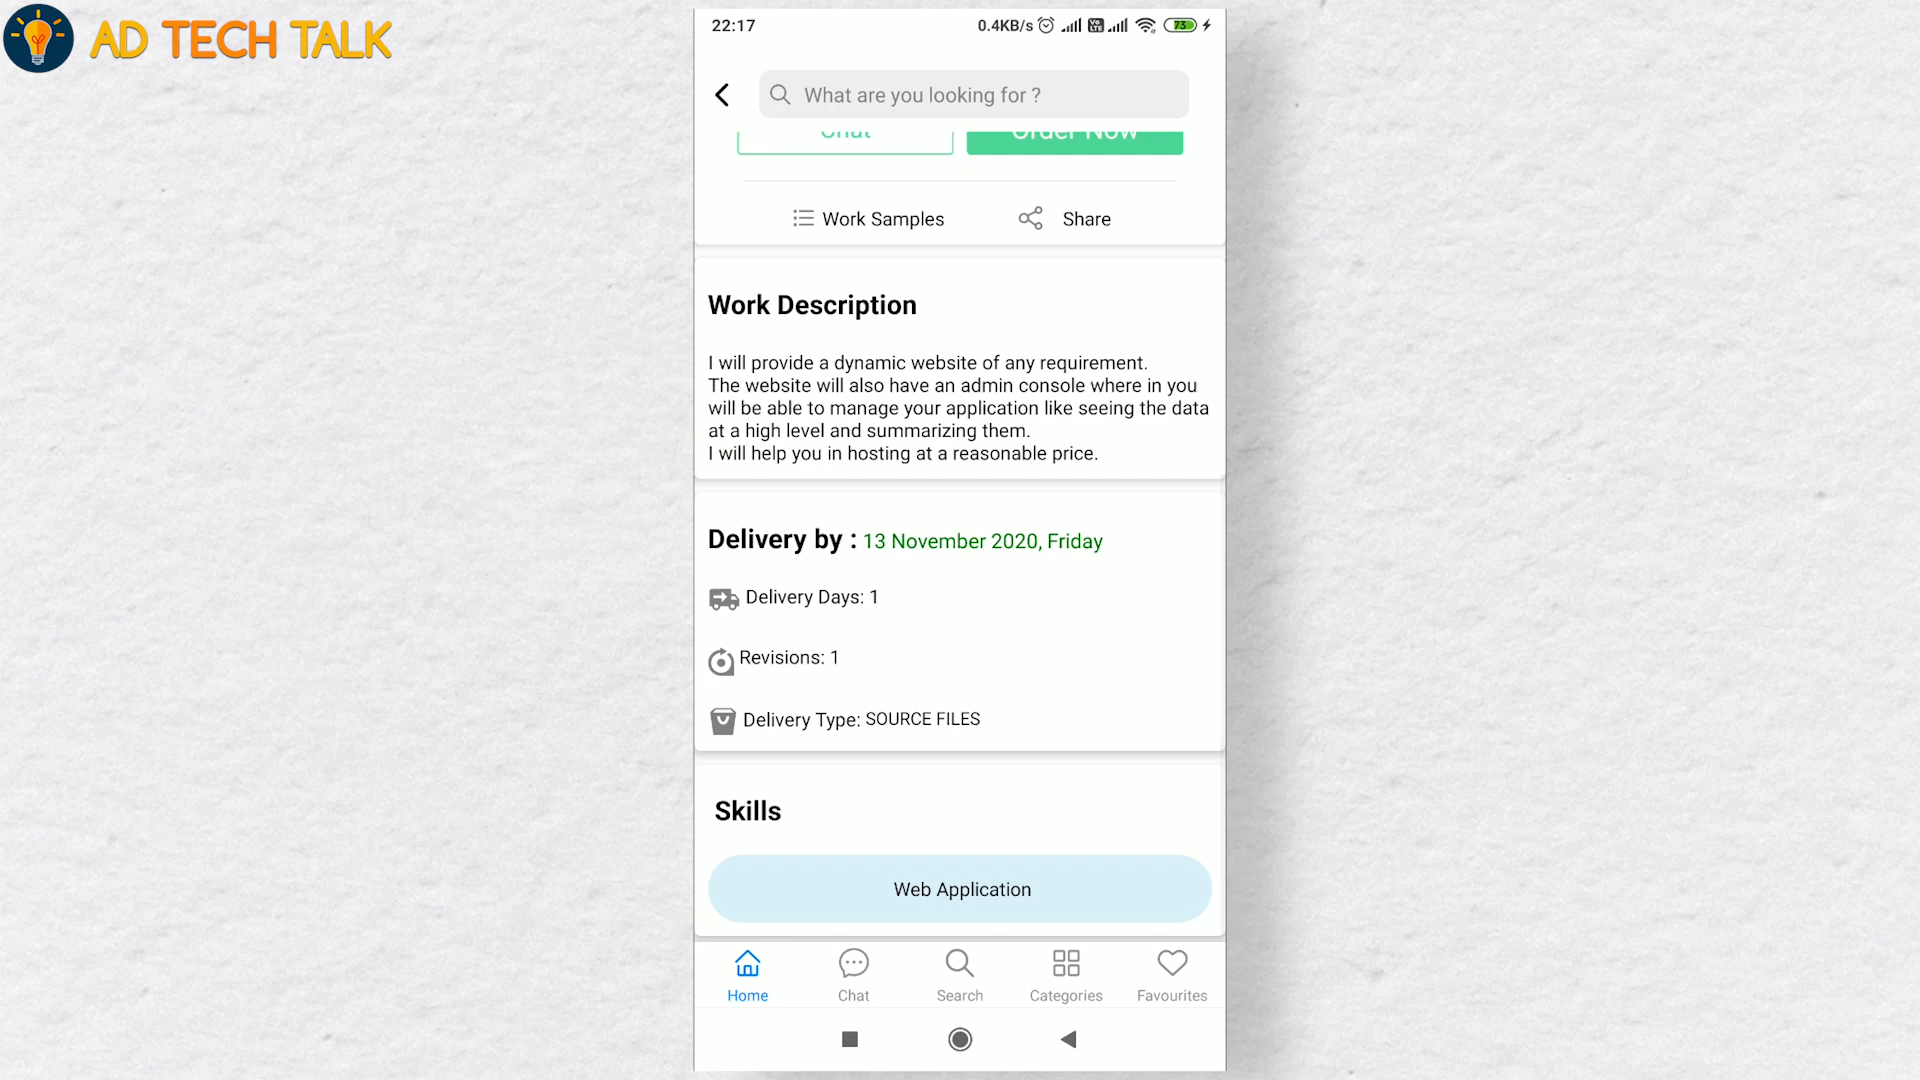 AD TECH TALK
22:17
0.4KB/s
73
What are you looking for ?
Chat
Order Now
Work Samples
Share
Work Description
I will provide a dynamic website of any requirement.
The website will also have an admin console where in you
will be able to manage your application like seeing the data
at a high level and summarizing them.
I will help you in hosting at a reasonable price.
Delivery by : 13 November 2020, Friday
Delivery Days: 1
Revisions: 1
Delivery Type: SOURCE FILES
Skills
Web Application
Home
Chat
Search
Categories
Favourites